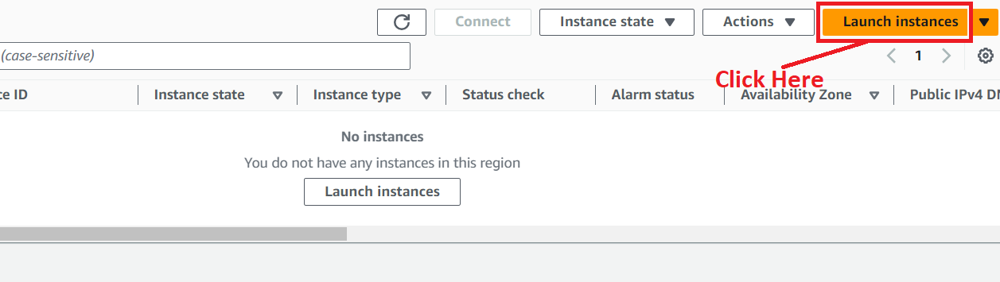 Connect
Instance state
Actions
Launch instances
(case-sensitive)
1
Click Here
ce ID
Instance state
Instance type
Status check
Alarm status
Availability Zone
Public IPv4 DN
No instances
You do not have any instances in this region
Launch instances